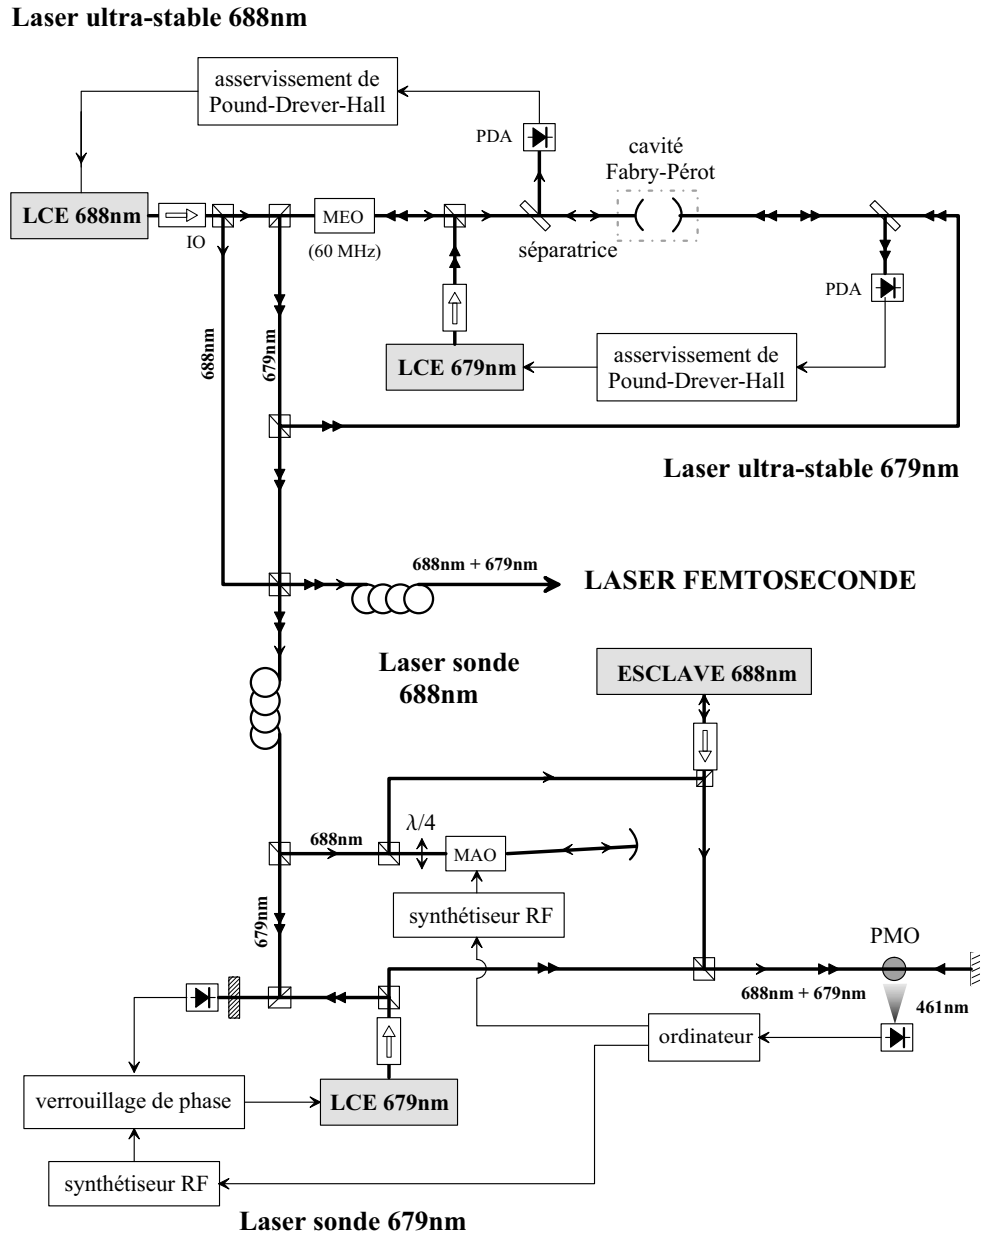 Laser ultra-stable 688nm
asservissement de
Pound-Drever-Hall
PDA
cavité
Fabry-Pérot
LCE 688nm
IO
MEO
(60 MHz)
séparatrice
PDA
688nm
679nm
LCE 679nm
asservissement de
Pound-Drever-Hall
Laser ultra-stable 679nm
688nm + 679nm
LASER FEMTOSECONDE
Laser sonde
688nm
ESCLAVE 688nm
688nm
λ/4
MAO
synthétiseur RF
679nm
PMO
688nm + 679nm
461nm
ordinateur
verrouillage de phase
LCE 679nm
synthétiseur RF
Laser sonde 679nm